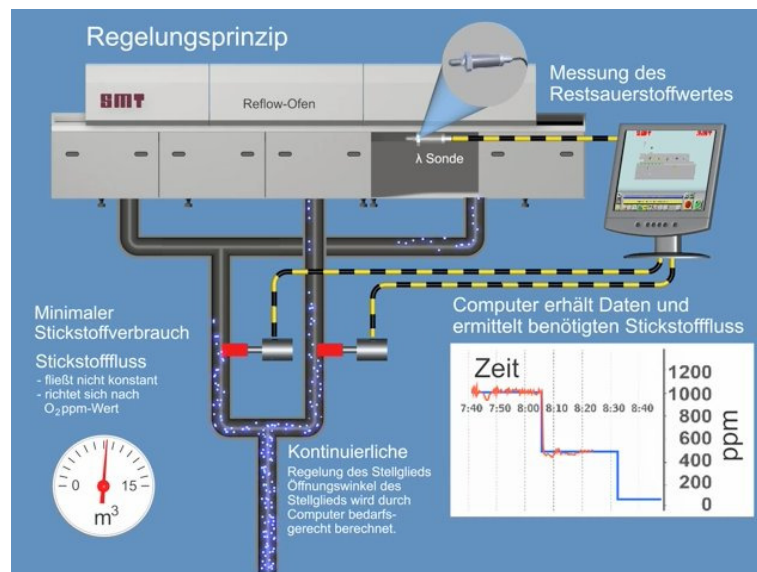 Regelungsprinzip
Messung des
Restsauerstoffwertes
SMT
Reflow-Ofen
λ Sonde
SMT
Minimaler
Stickstoffverbrauch
Stickstofffluss
- fließt nicht konstant
- richtet sich nach
O2ppm-Wert
0
15
m³
Kontinuierliche
Regelung des Stellglieds
Öffnungswinkel des
Stellglieds wird durch
Computer bedarfs-
gerecht berechnet.
Computer erhält Daten und
ermittelt benötigten Stickstofffluss
Zeit
7:40 7:50 8:00 8:10 8:20 8:30 8:40
1200
1000
800
600
400
200
0
ppm